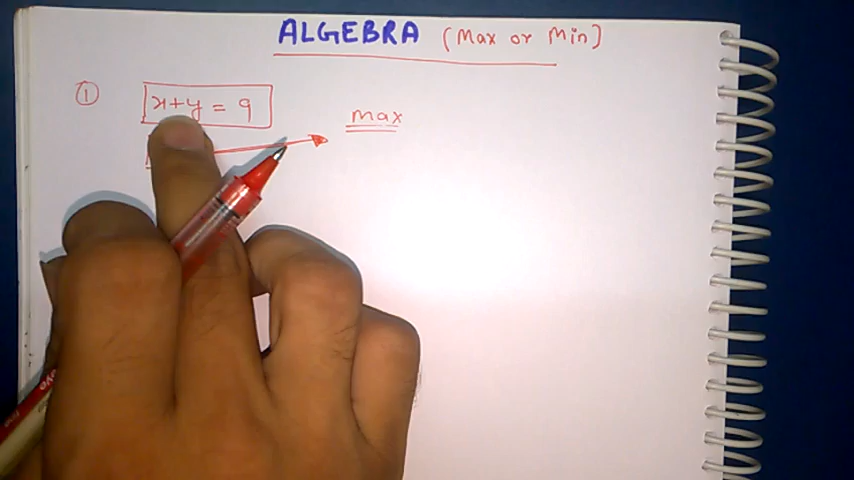 ALGEBRA (Max or Min)
① x+y = 9
max